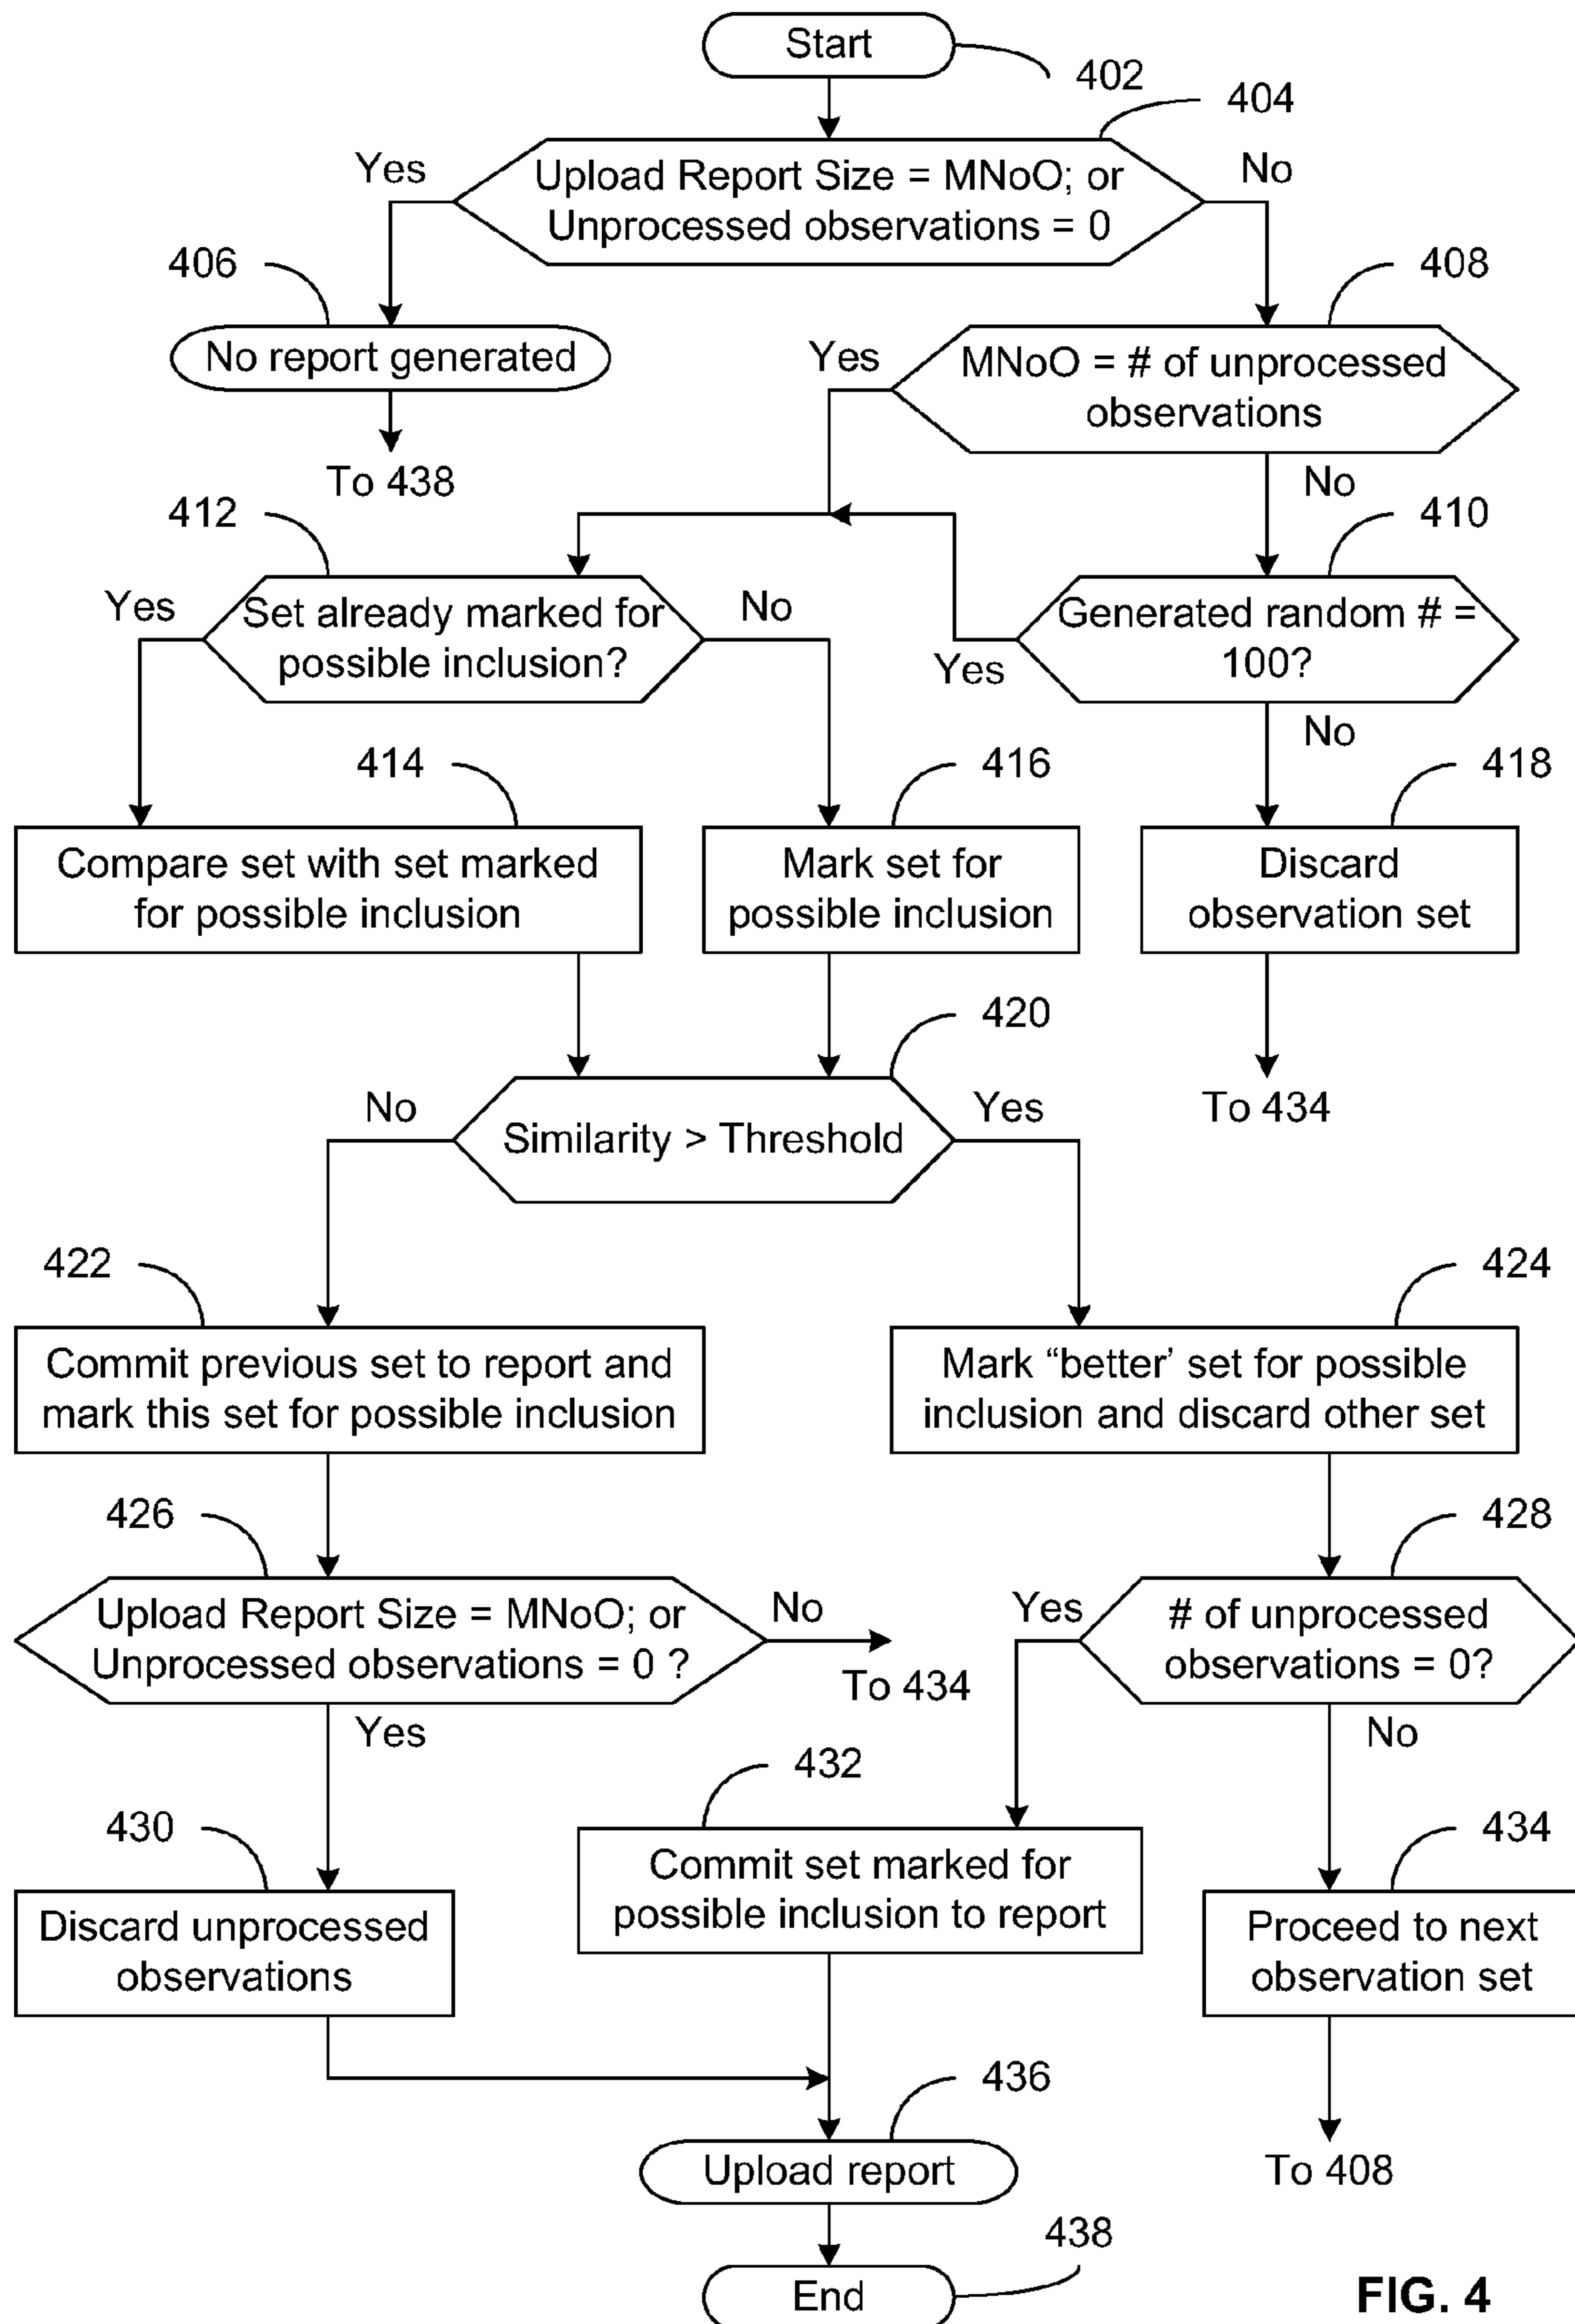 Start
402
404
Yes
Upload Report Size = MNoO; or
Unprocessed observations = 0
No
406
408
No report generated
Yes
MNoO = # of unprocessed
observations
To 438
No
412
410
Yes
Set already marked for
possible inclusion?
No
Generated random # =
100?
Yes
No
414
416
418
Compare set with set marked
for possible inclusion
Mark set for
possible inclusion
Discard
observation set
420
No
Similarity > Threshold
Yes
To 434
422
424
Commit previous set to report and
mark this set for possible inclusion
Mark “better’ set for possible
inclusion and discard other set
426
428
Upload Report Size = MNoO; or
Unprocessed observations = 0 ?
No
To 434
Yes
# of unprocessed
observations = 0?
Yes
No
432
430
434
Commit set marked for
possible inclusion to report
Discard unprocessed
observations
Proceed to next
observation set
436
Upload report
To 408
438
End
FIG. 4